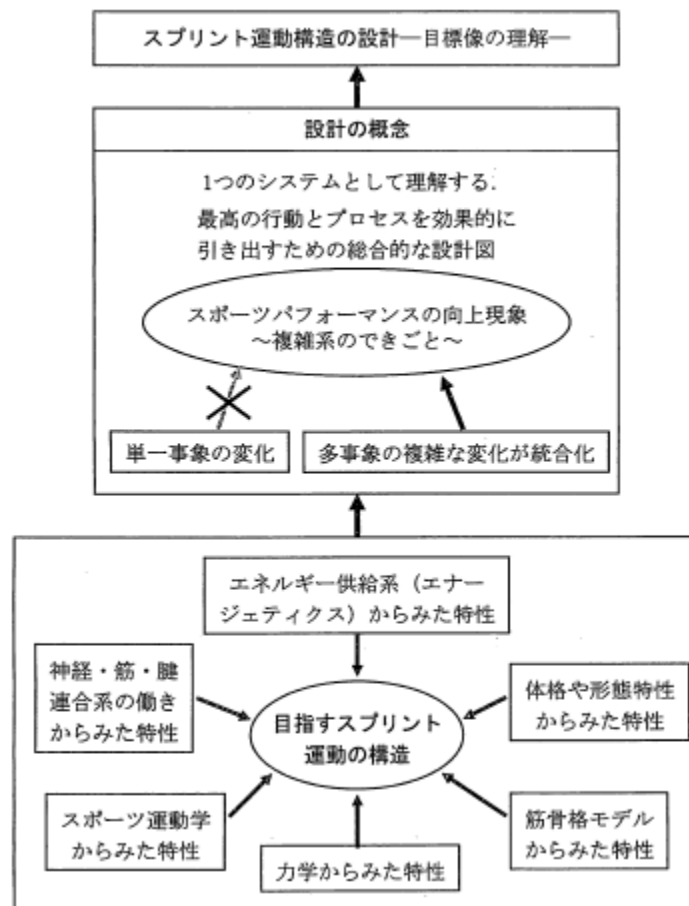 スプリント運動構造の設計―目標像の理解―
設計の概念
1つのシステムとして理解する.
最高の行動とプロセスを効果的に
引き出すための総合的な設計図
スポーツパフォーマンスの向上現象
〜複雑系のできごと〜
単一事象の変化
多事象の複雑な変化が統合化
エネルギー供給系（エナー
ジェティクス）からみた特性
神経・筋・腱
連合系の働き
からみた特性
体格や形態特性
からみた特性
目指すスプリント
運動の構造
スポーツ運動学
からみた特性
力学からみた特性
筋骨格モデル
からみた特性